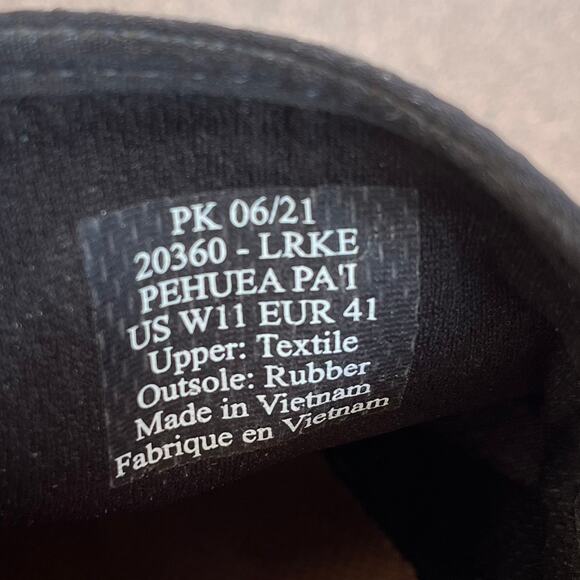 PK 06/21
20360 - LRKE
PEHUEA PA'I
US W11 EUR 41
Upper: Textile
Outsole: Rubber
Made in Vietnam
Fabrique en Vietnam